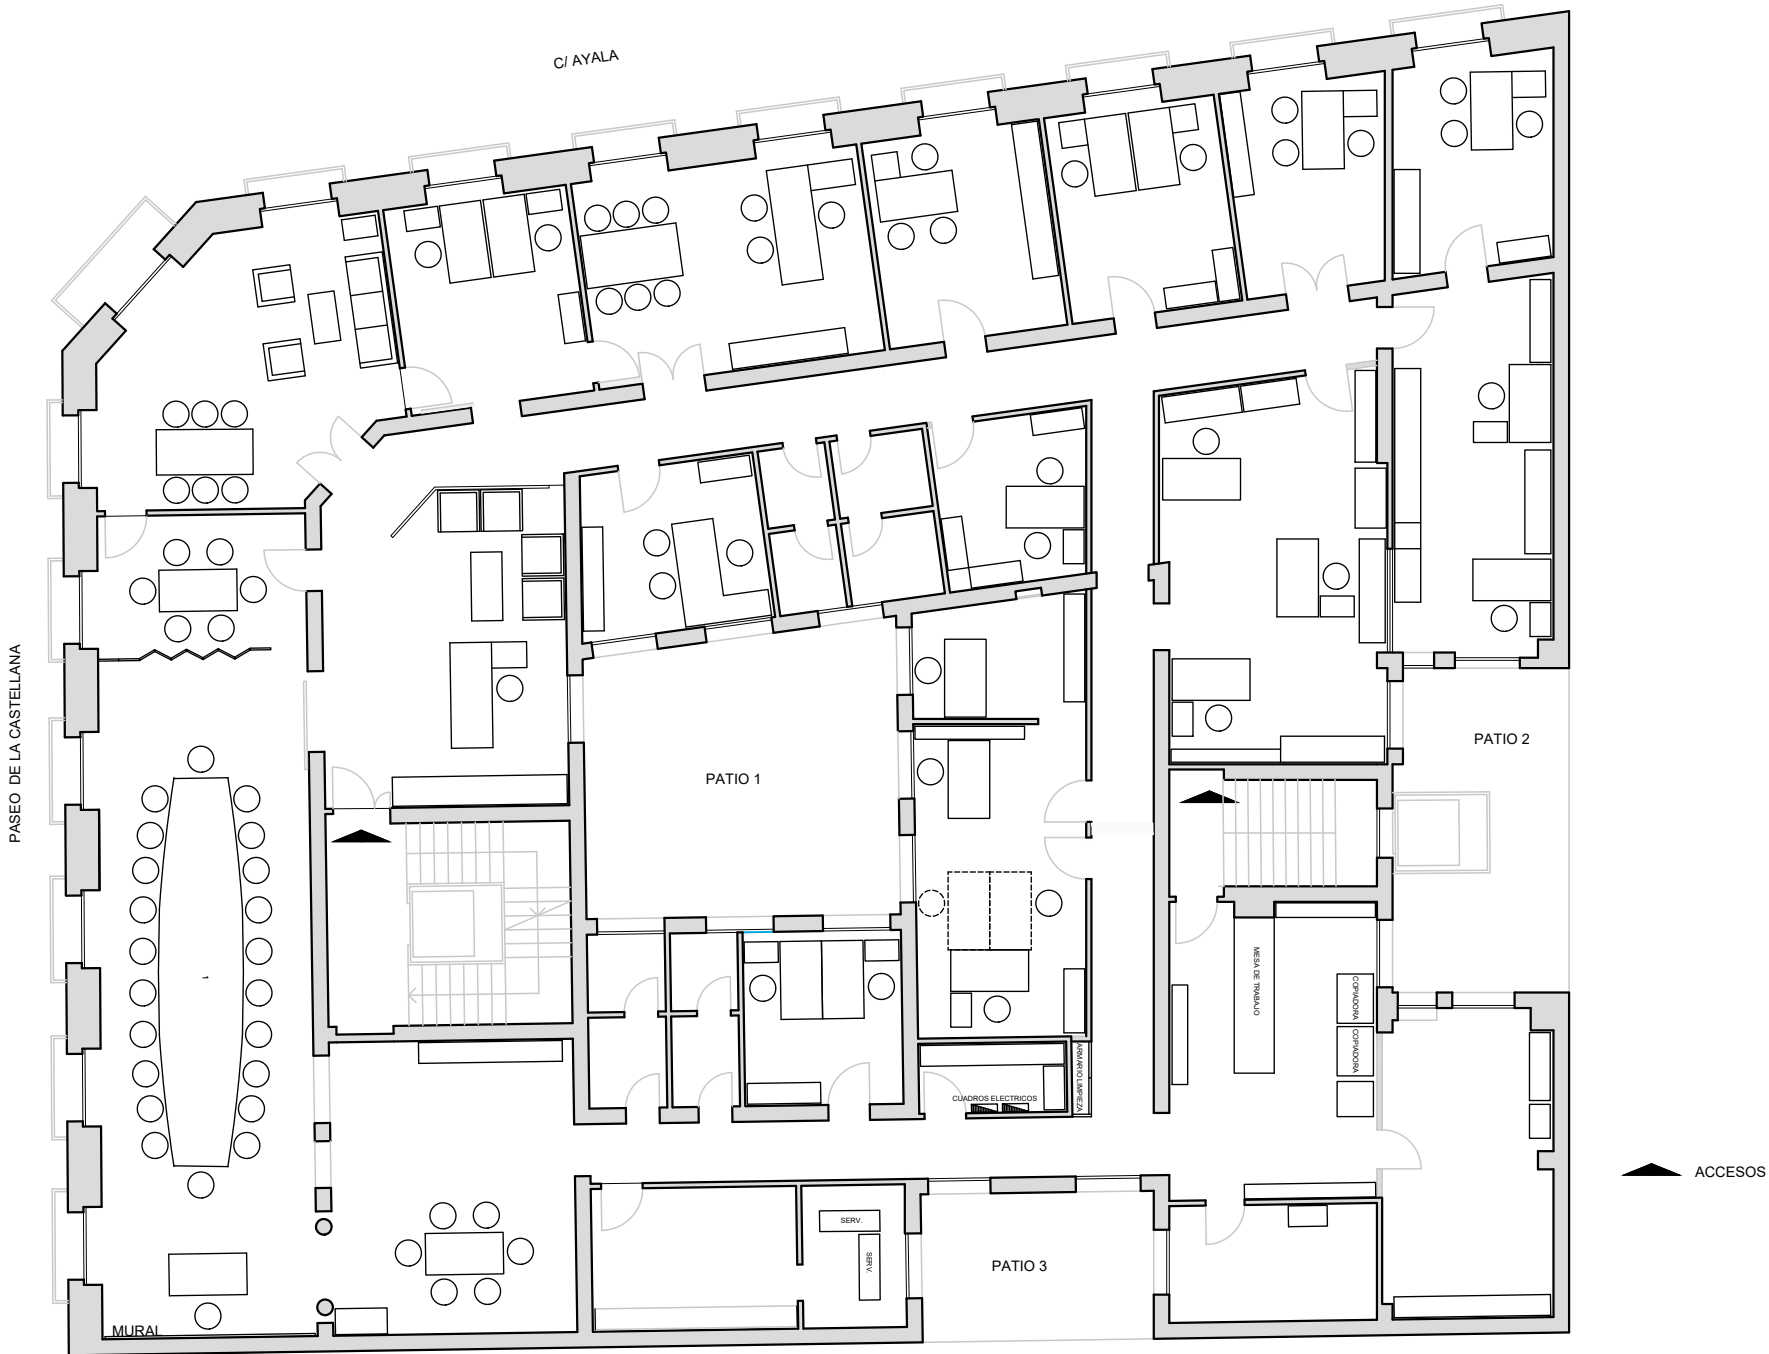 C/ AYALA
PASEO DE LA CASTELLANA
PATIO 1
PATIO 2
MESA DE TRABAJO
COPIADORA
COPIADORA
1
ARMARIO LIMPIEZA
CUADROS ELECTRICOS
ACCESOS
SERV.
SERV.
PATIO 3
MURAL